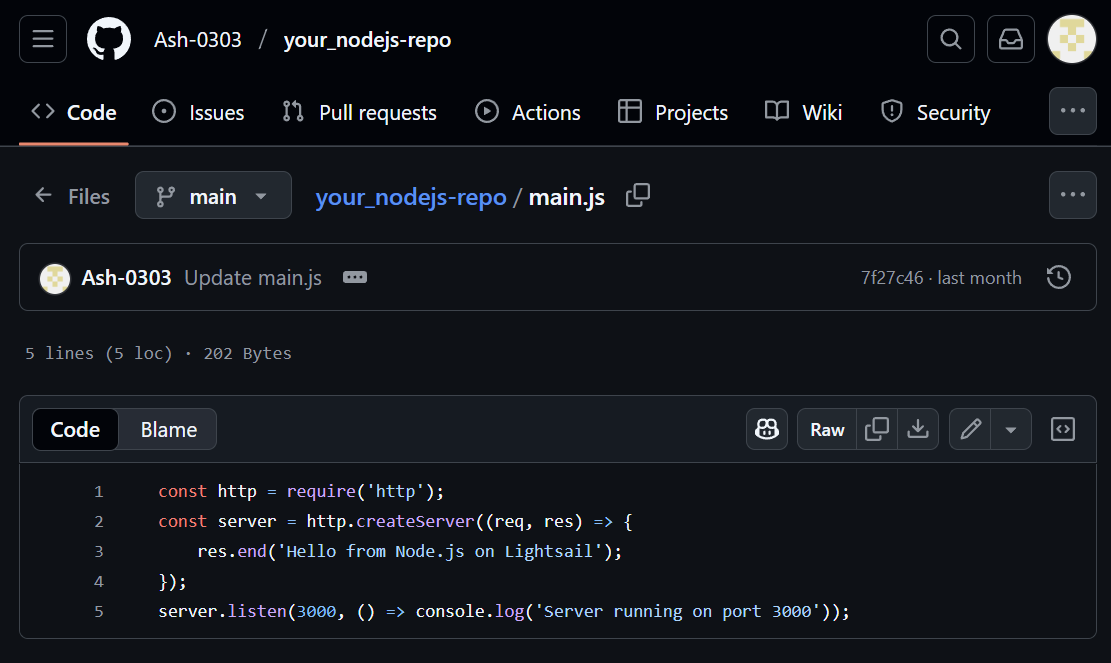 Ash-0303 / your_nodejs-repo
Code Issues Pull requests Actions Projects Wiki Security
Files main your_nodejs-repo / main.js
Ash-0303 Update main.js 7f27c46 · last month
5 lines (5 loc) · 202 Bytes
Code Blame Raw
1 const http = require('http');
2 const server = http.createServer((req, res) => {
3     res.end('Hello from Node.js on Lightsail');
4 });
5 server.listen(3000, () => console.log('Server running on port 3000'));